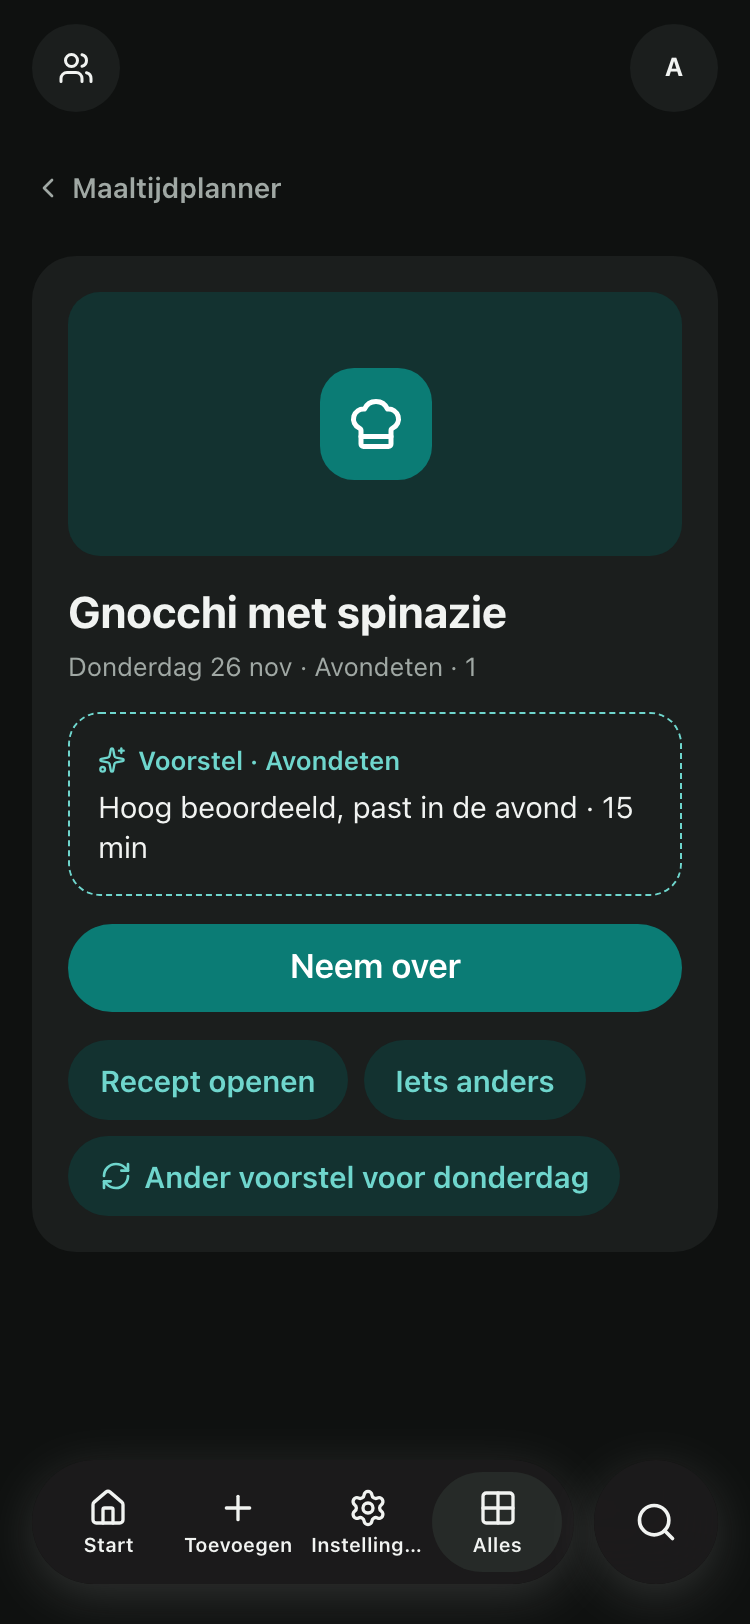 A
Maaltijdplanner
Gnocchi met spinazie
Donderdag 26 nov · Avondeten · 1
Voorstel · Avondeten
Hoog beoordeeld, past in de avond · 15
min
Neem over
Recept openen
Iets anders
Ander voorstel voor donderdag
Start
Toevoegen
Instelling...
Alles